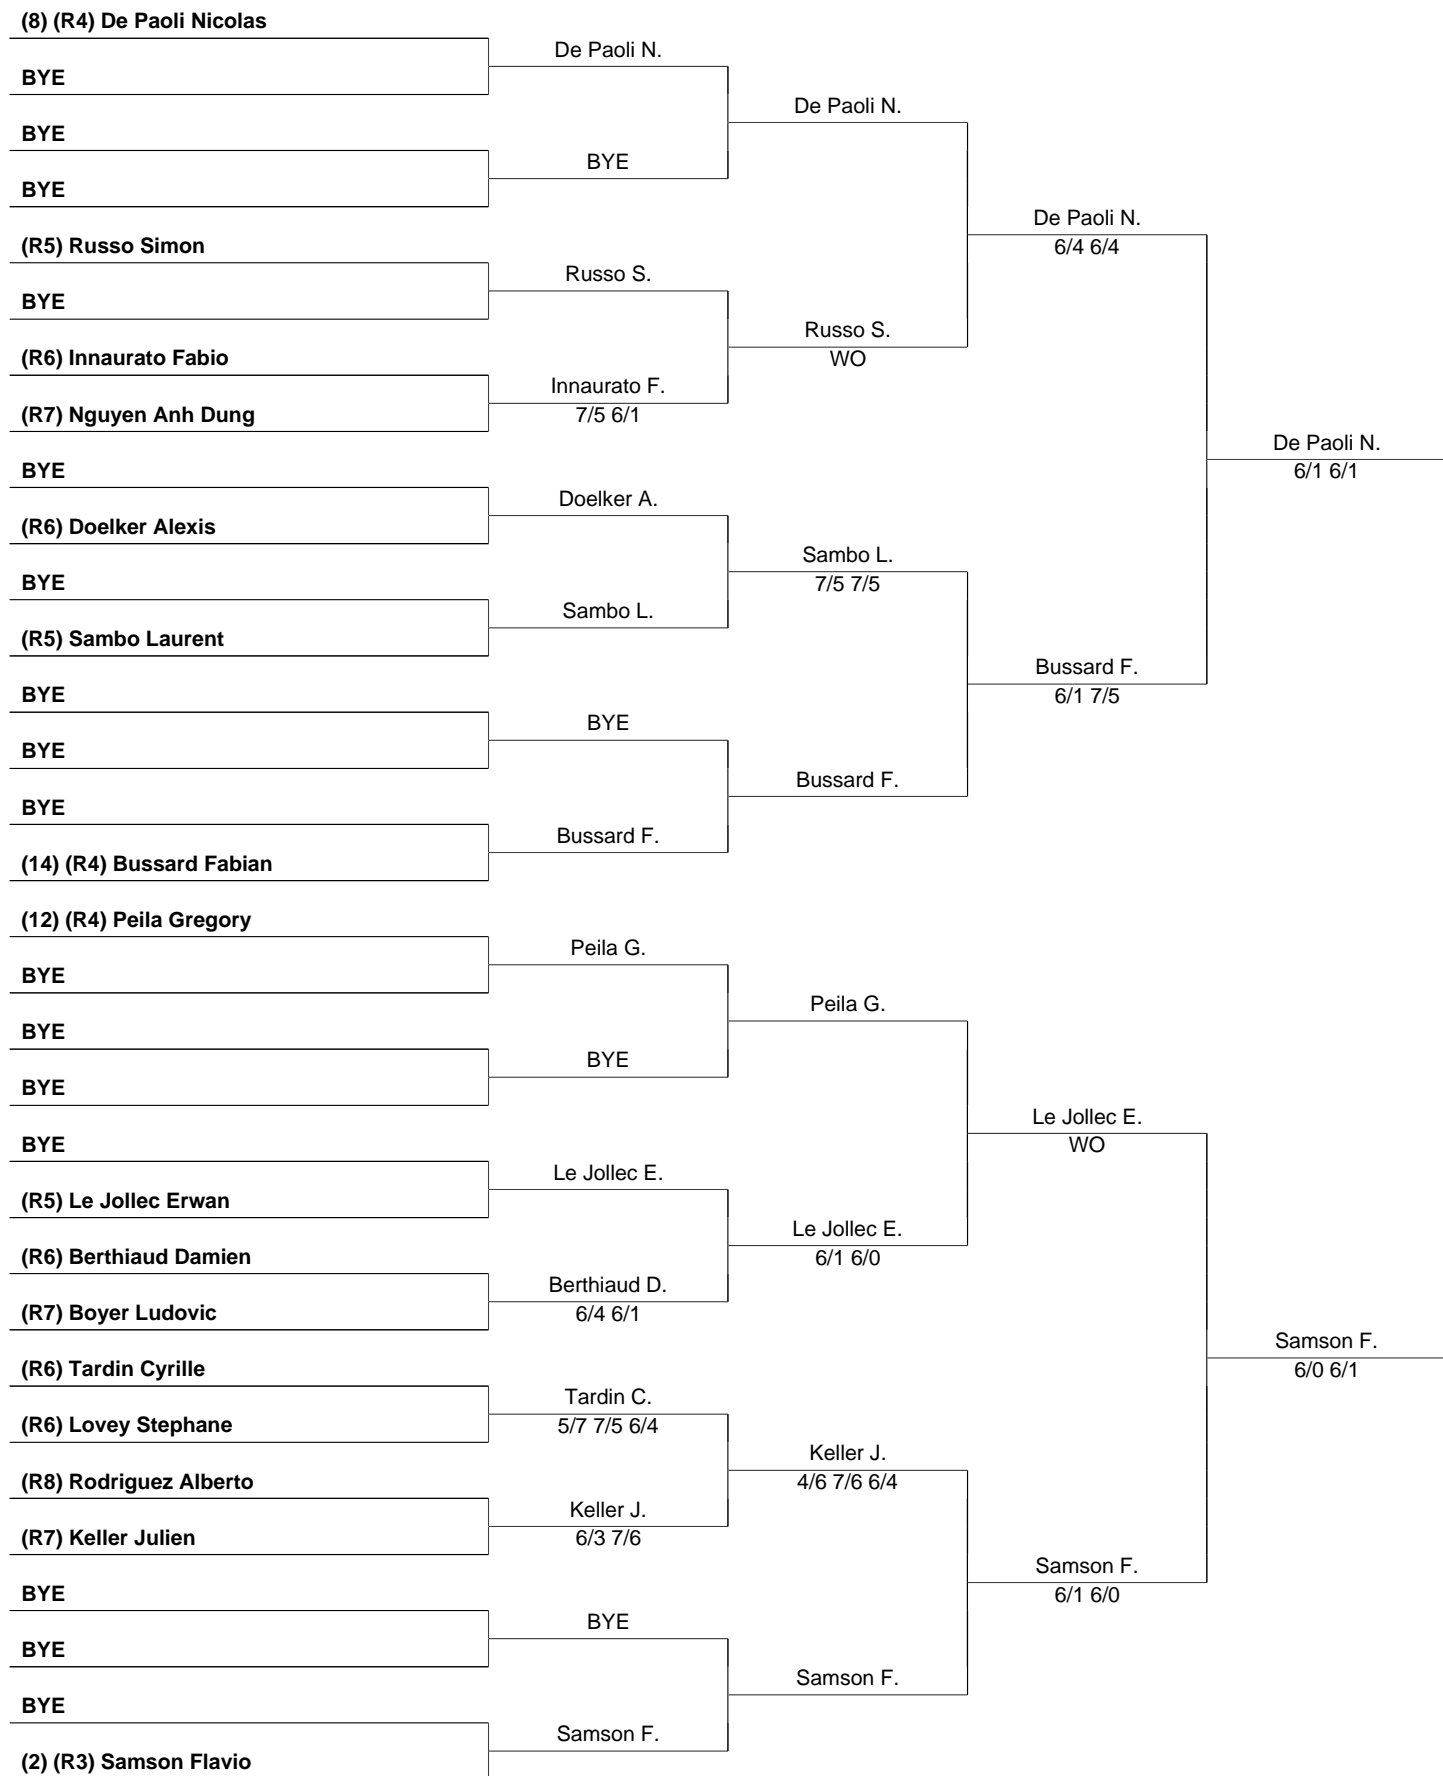 (8) (R4) De Paoli Nicolas
De Paoli N.
BYE
De Paoli N.
BYE
BYE
BYE
De Paoli N.
6/4 6/4
(R5) Russo Simon
Russo S.
BYE
Russo S.
WO
(R6) Innaurato Fabio
Innaurato F.
7/5 6/1
(R7) Nguyen Anh Dung
De Paoli N.
6/1 6/1
BYE
Doelker A.
(R6) Doelker Alexis
Sambo L.
7/5 7/5
BYE
Sambo L.
(R5) Sambo Laurent
Bussard F.
6/1 7/5
BYE
BYE
BYE
Bussard F.
BYE
Bussard F.
(14) (R4) Bussard Fabian
(12) (R4) Peila Gregory
Peila G.
BYE
Peila G.
BYE
BYE
BYE
Le Jollec E.
WO
BYE
Le Jollec E.
(R5) Le Jollec Erwan
Le Jollec E.
6/1 6/0
(R6) Berthiaud Damien
Berthiaud D.
6/4 6/1
(R7) Boyer Ludovic
Samson F.
6/0 6/1
(R6) Tardin Cyrille
Tardin C.
5/7 7/5 6/4
(R6) Lovey Stephane
Keller J.
4/6 7/6 6/4
(R8) Rodriguez Alberto
Keller J.
6/3 7/6
(R7) Keller Julien
Samson F.
6/1 6/0
BYE
BYE
BYE
Samson F.
BYE
Samson F.
(2) (R3) Samson Flavio